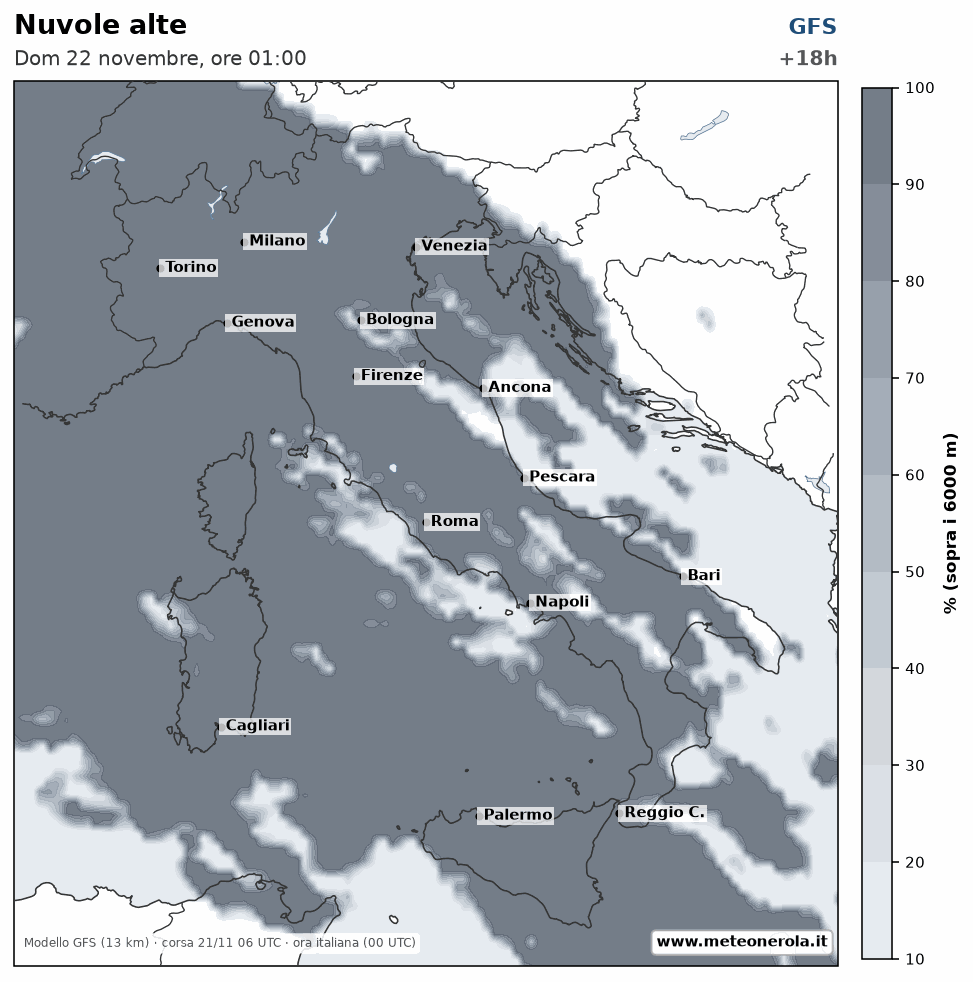 Nuvole alte
GFS
Dom 22 novembre, ore 01:00
+18h
100
90
80
70
60
50
40
30
20
10
% (sopra i 6000 m)
Milano
Venezia
Torino
Genova
Bologna
Firenze
Ancona
Pescara
Roma
Bari
Napoli
Cagliari
Palermo
Reggio C.
Modello GFS (13 km) · corsa 21/11 06 UTC · ora italiana (00 UTC)
www.meteonerola.it